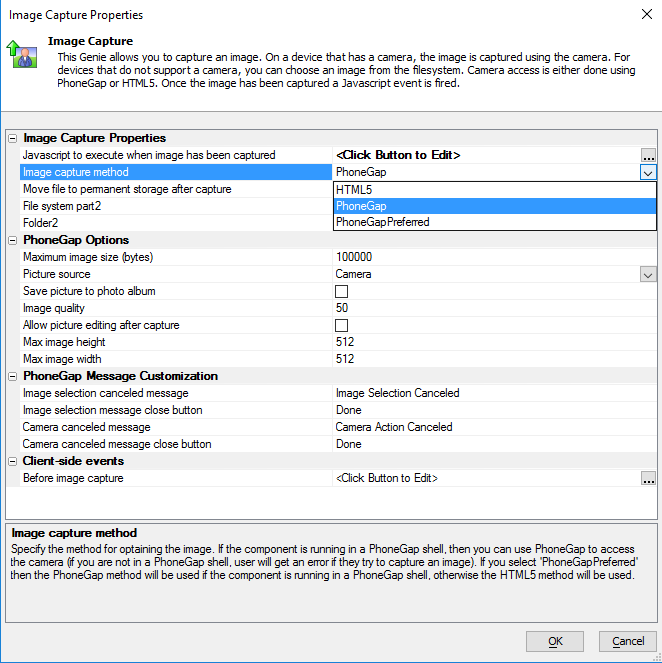 Image Capture Properties
Image Capture
This Genie allows you to capture an image. On a device that has a camera, the image is captured using the camera. For
devices that do not support a camera, you can choose an image from the filesystem. Camera access is either done using
PhoneGap or HTML5. Once the image has been captured a Javascript event is fired.
Image Capture Properties
Javascript to execute when image has been captured <Click Button to Edit> ...
Image capture method PhoneGap
Move file to permanent storage after capture HTML5
File system part2 PhoneGap
Folder2 PhoneGapPreferred
PhoneGap Options
Maximum image size (bytes) 100000
Picture source Camera
Save picture to photo album
Image quality 50
Allow picture editing after capture
Max image height 512
Max image width 512
PhoneGap Message Customization
Image selection canceled message Image Selection Canceled
Image selection message close button Done
Camera canceled message Camera Action Canceled
Camera canceled message close button Done
Client-side events
Before image capture <Click Button to Edit> ...
Image capture method
Specify the method for optaining the image. If the component is running in a PhoneGap shell, then you can use PhoneGap to access
the camera (if you are not in a PhoneGap shell, user will get an error if they try to capture an image). If you select 'PhoneGapPreferred'
then the PhoneGap method will be used if the component is running in a PhoneGap shell, otherwise the HTML5 method will be used.
OK Cancel